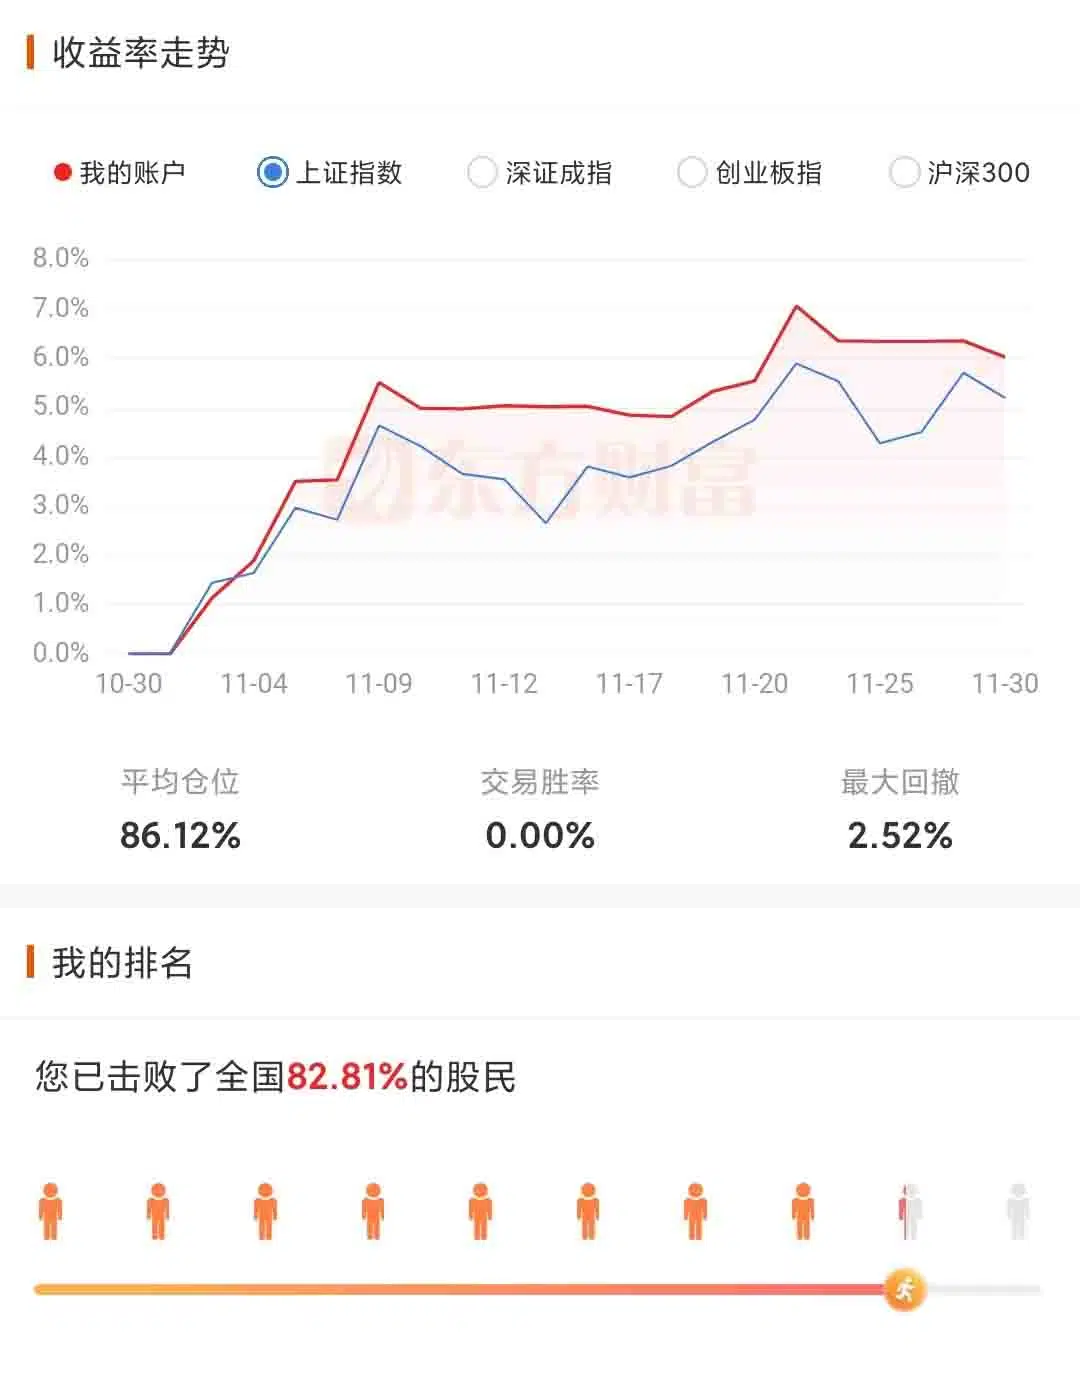 收益率走势
我的账户 上证指数 深证成指 创业板指 沪深300
8.0%
7.0%
6.0%
5.0%
4.0%
3.0%
2.0%
1.0%
0.0%
东方财富
10-30 11-04 11-09 11-12 11-17 11-20 11-25 11-30
平均仓位 交易胜率 最大回撤
86.12% 0.00% 2.52%
我的排名
您已击败了全国82.81%的股民